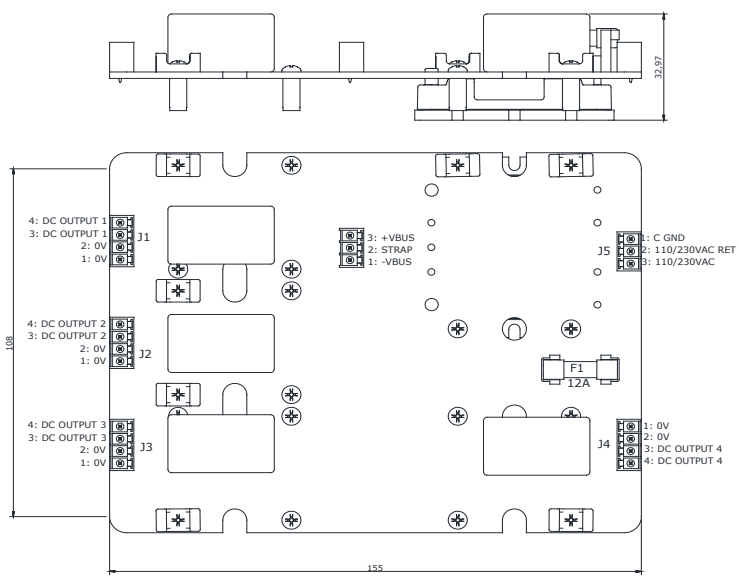 32,97
4: DC OUTPUT 1
3: DC OUTPUT 1
2: 0V
1: 0V
J1
3: +VBUS
2: STRAP
1: -VBUS
J5
1: C GND
2: 110/230VAC RET
3: 110/230VAC
108
4: DC OUTPUT 2
3: DC OUTPUT 2
2: 0V
1: 0V
J2
F1
12A
4: DC OUTPUT 3
3: DC OUTPUT 3
2: 0V
1: 0V
J3
J4
1: 0V
2: 0V
3: DC OUTPUT 4
4: DC OUTPUT 4
155